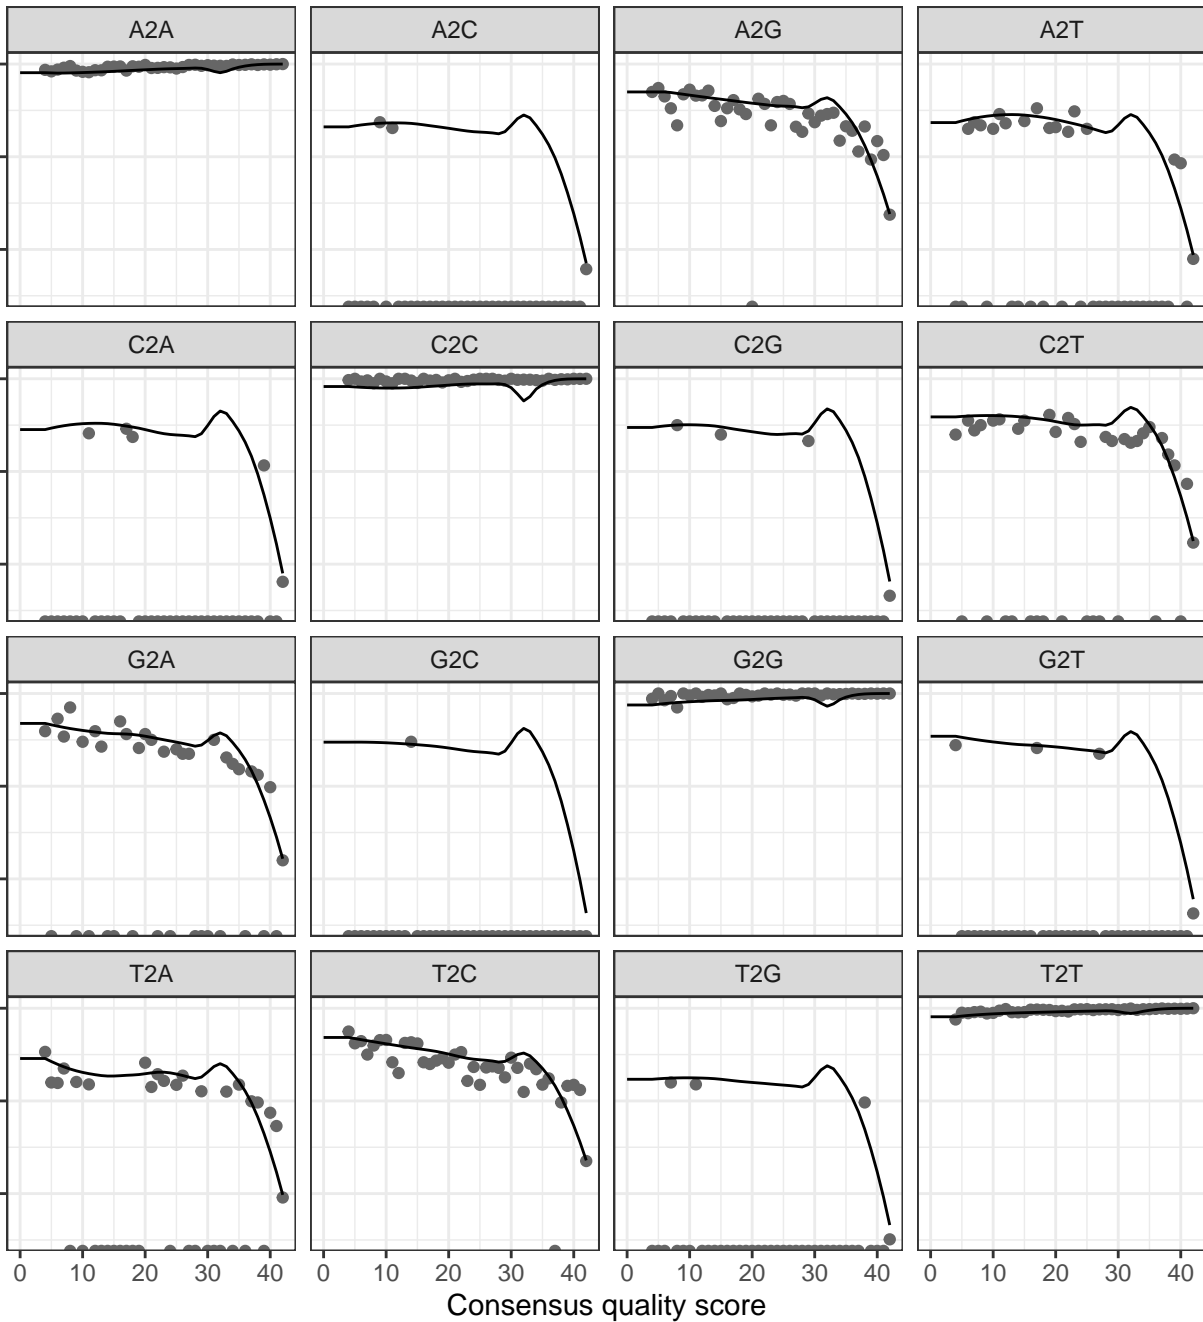 A2A A2C A2G A2T
C2A C2C C2G C2T
G2A G2C G2G G2T
T2A T2C T2G T2T
0 10 20 30 40 0 10 20 30 40 0 10 20 30 40 0 10 20 30 40
Consensus quality score